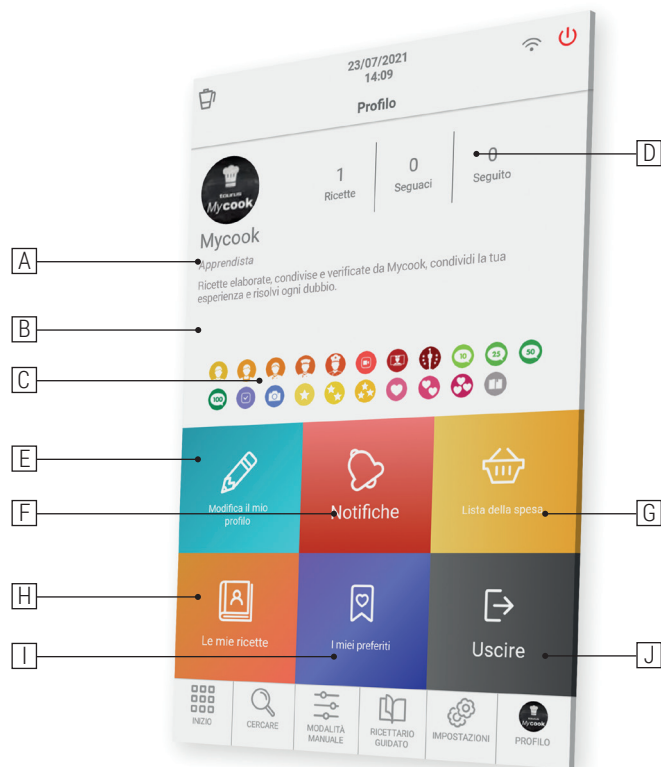 23/07/2021
14:09
Profilo
taurus
Mycook
1
Ricette
0
Seguaci
0
Seguito
D
Mycook
A
Apprendista
Ricette elaborate, condivise e verificate da Mycook, condividi la tua
esperienza e risolvi ogni dubbio.
B
10
25
50
C
100
E
Modifica il mio
profilo
F
Notifiche
Lista della spesa
G
H
Le mie ricette
I
I miei preferiti
Uscire
J
INIZIO
CERCARE
MODALITÀ
MANUALE
RICETTARIO
GUIDATO
IMPOSTAZIONI
Mycook
PROFILO